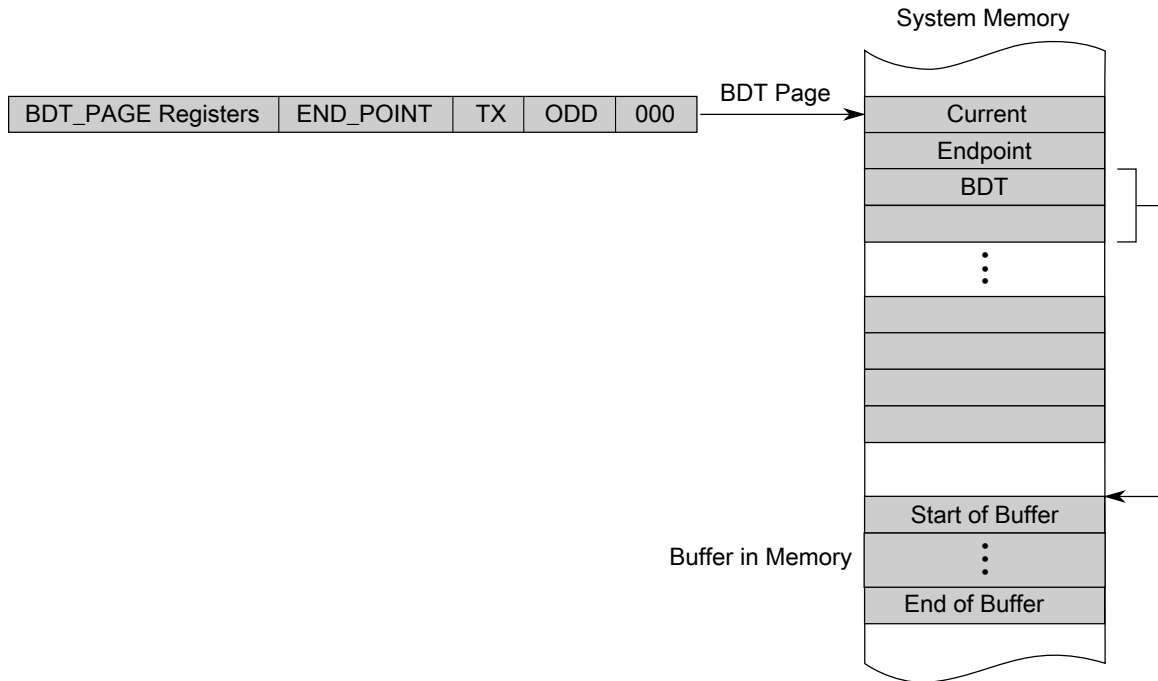 System Memory
BDT Page
BDT_PAGE Registers END_POINT TX ODD 000
Current
Endpoint
BDT
Start of Buffer
Buffer in Memory
End of Buffer